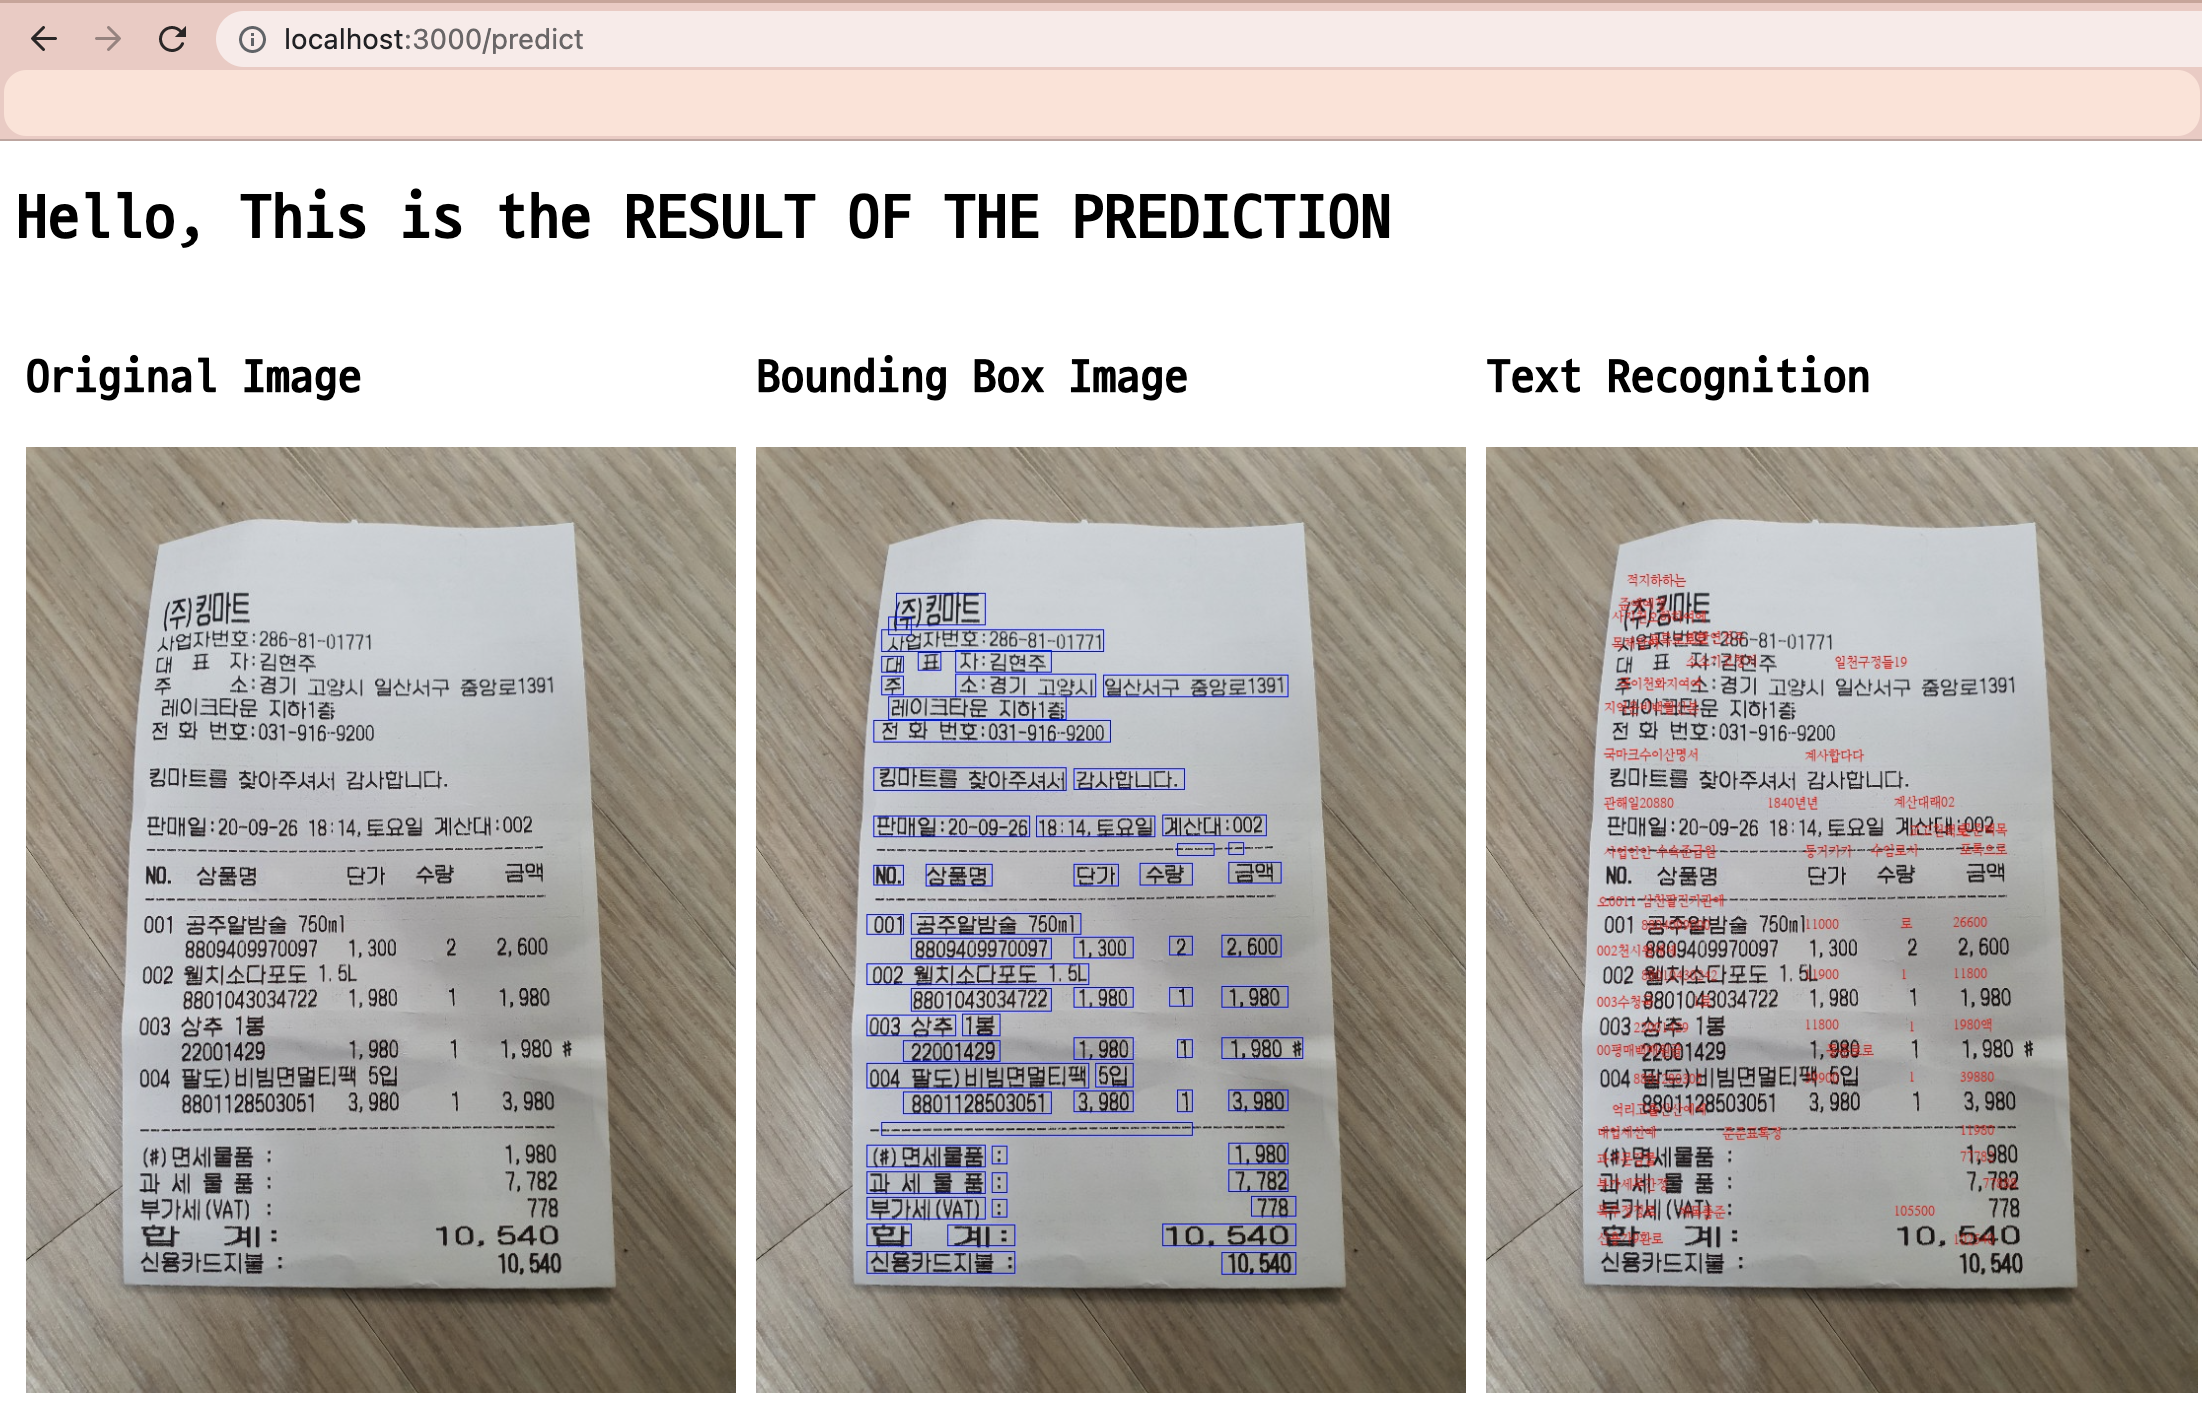 localhost:3000/predict
Hello, This is the RESULT OF THE PREDICTION
Original Image
(주)킹마트
사업자번호:286-81-01771
대 표 자:김현주
주 소:경기 고양시 일산서구 중앙로1391
레이크타운 지하1층
전 화 번호:031-916-9200
킹마트를 찾아주셔서 감사합니다.
판매일:20-09-26 18:14,토요일 계산대:002
NO. 상품명 단가 수량 금액
001 공주알밤술 750ml
8809409970097 1,300 2 2,600
002 웰치소다포도 1.5L
8801043034722 1,980 1 1,980
003 상추 1봉
22001429 1,980 1 1,980 #
004 팔도)비빔면멀티팩 5입
8801128503051 3,980 1 3,980
(#)면세물품 : 1,980
과 세 물 품 : 7,782
부가세(VAT) : 778
합 계: 10,540
신용카드지불 : 10,540
Bounding Box Image
(주)킹마트
사업자번호:286-81-01771
대 표 자:김현주
주 소:경기 고양시 일산서구 중앙로1391
레이크타운 지하1층
전 화 번호:031-916-9200
킹마트를 찾아주셔서 감사합니다.
판매일:20-09-26 18:14,토요일 계산대:002
NO. 상품명 단가 수량 금액
001 공주알밤술 750ml
8809409970097 1,300 2 2,600
002 웰치소다포도 1.5L
8801043034722 1,980 1 1,980
003 상추 1봉
22001429 1,980 1 1,980 #
004 팔도)비빔면멀티팩 5입
8801128503051 3,980 1 3,980
(#)면세물품 : 1,980
과 세 물 품 : 7,782
부가세(VAT) : 778
합 계: 10,540
신용카드지불 : 10,540
Text Recognition
적지하하는
(주)킹마트
사업자번호:286-81-01771
대 표 자:김현주 일천구정들19
주 소:경기 고양시 일산서구 중앙로1391
레이크타운 지하1층
전 화 번호:031-916-9200
국마크수이산명서 계사합다다
킹마트를 찾아주셔서 감사합니다.
관해일20880 1840년년 계산대래02
판매일:20-09-26 18:14,토요일 계산대:002
NO. 상품명 단가 수량 금액
001 공주알밤술 750ml 11000 로 26600
8809409970097 1,300 2 2,600
002 웰치소다포도 1.5L 1 11800
8801043034722 1,980 1 1,980
003 상추 1봉 11800 1 1980액
22001429 1,980 1 1,980 #
004 팔도)비빔면멀티팩 5입 1 39880
8801128503051 3,980 1 3,980
11980
(#)면세물품 : 1,980
과 세 물 품 : 7,782
부가세(VAT) : 778
105500
합 계: 10,540
신용카드지불 : 10,540